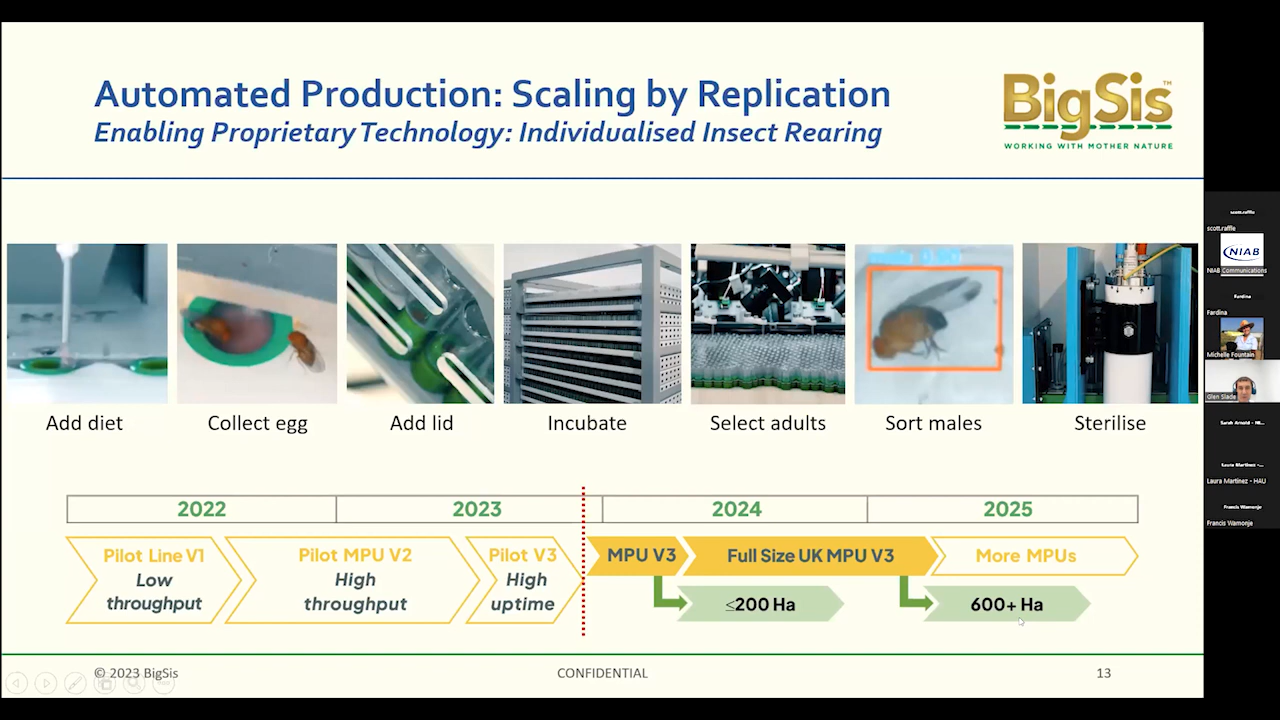 Automated Production: Scaling by Replication
Enabling Proprietary Technology: Individualised Insect Rearing
BigSis™
WORKING WITH MOTHER NATURE
Add diet
Collect egg
Add lid
Incubate
Select adults
Sort males
Sterilise
2022
2023
2024
2025
Pilot Line V1
Low
throughput
Pilot MPU V2
High
throughput
Pilot V3
High
uptime
MPU V3
Full Size UK MPU V3
More MPUs
≤200 Ha
600+ Ha
© 2023 BigSis
CONFIDENTIAL
13
scott.raffle
scott.raffle
NIAB
NIAB Communications
Fardina
Fardina
Michelle Fountain
Glen Slade
Sarah Arnold - NI...
Laura Martinez -...
Laura Martinez - HAU
Francis Wamonje
Francis Wamonje